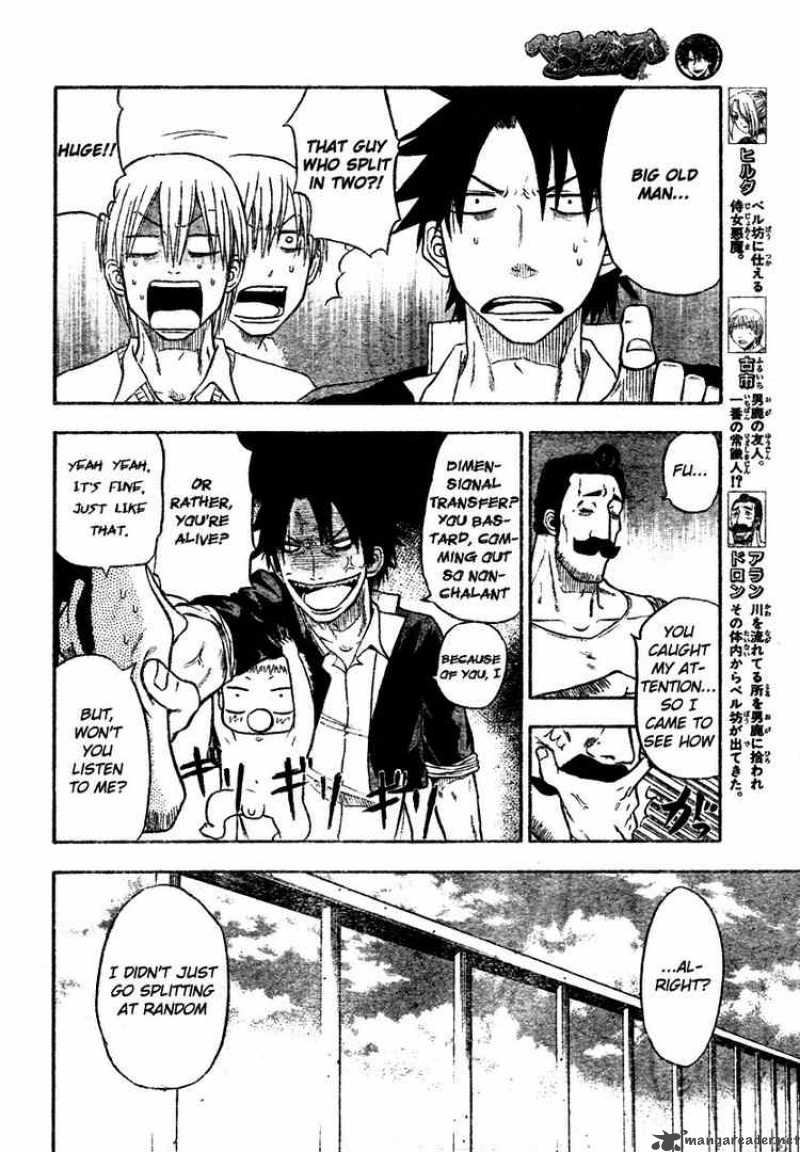 BIG OLD
MAN...
THAT GUY
WHO SPLIT
IN TWO?!
HUGE!!
FU...
YOU
CAUGHT
MY AT-
TENTION...
SO I
CAME TO
SEE HOW
ガッ
DIMEN-
SIONAL
TRANSFER?
YOU BAS-
TARD, COM-
MING OUT
SO NON-
CHALANT
BECAUSE
OF YOU, I
OR
RATHER,
YOU'RE
ALIVE?
YEAH YEAH.
IT'S FINE,
JUST LIKE
THAT.
BUT,
WON'T
YOU
LISTEN
TO ME?
ギギギ
ギギギ
...AL-
RIGHT?
I DIDN'T JUST
GO SPLITTING
AT RANDOM
ヒルダ
ベル坊に仕える
侍女悪魔。
古市
男鹿の友人。
一番の常識人!?
アラン
ドロン
川を流れてる所を男鹿に拾われ
その体内からベル坊が出てきた。
mangareader.net